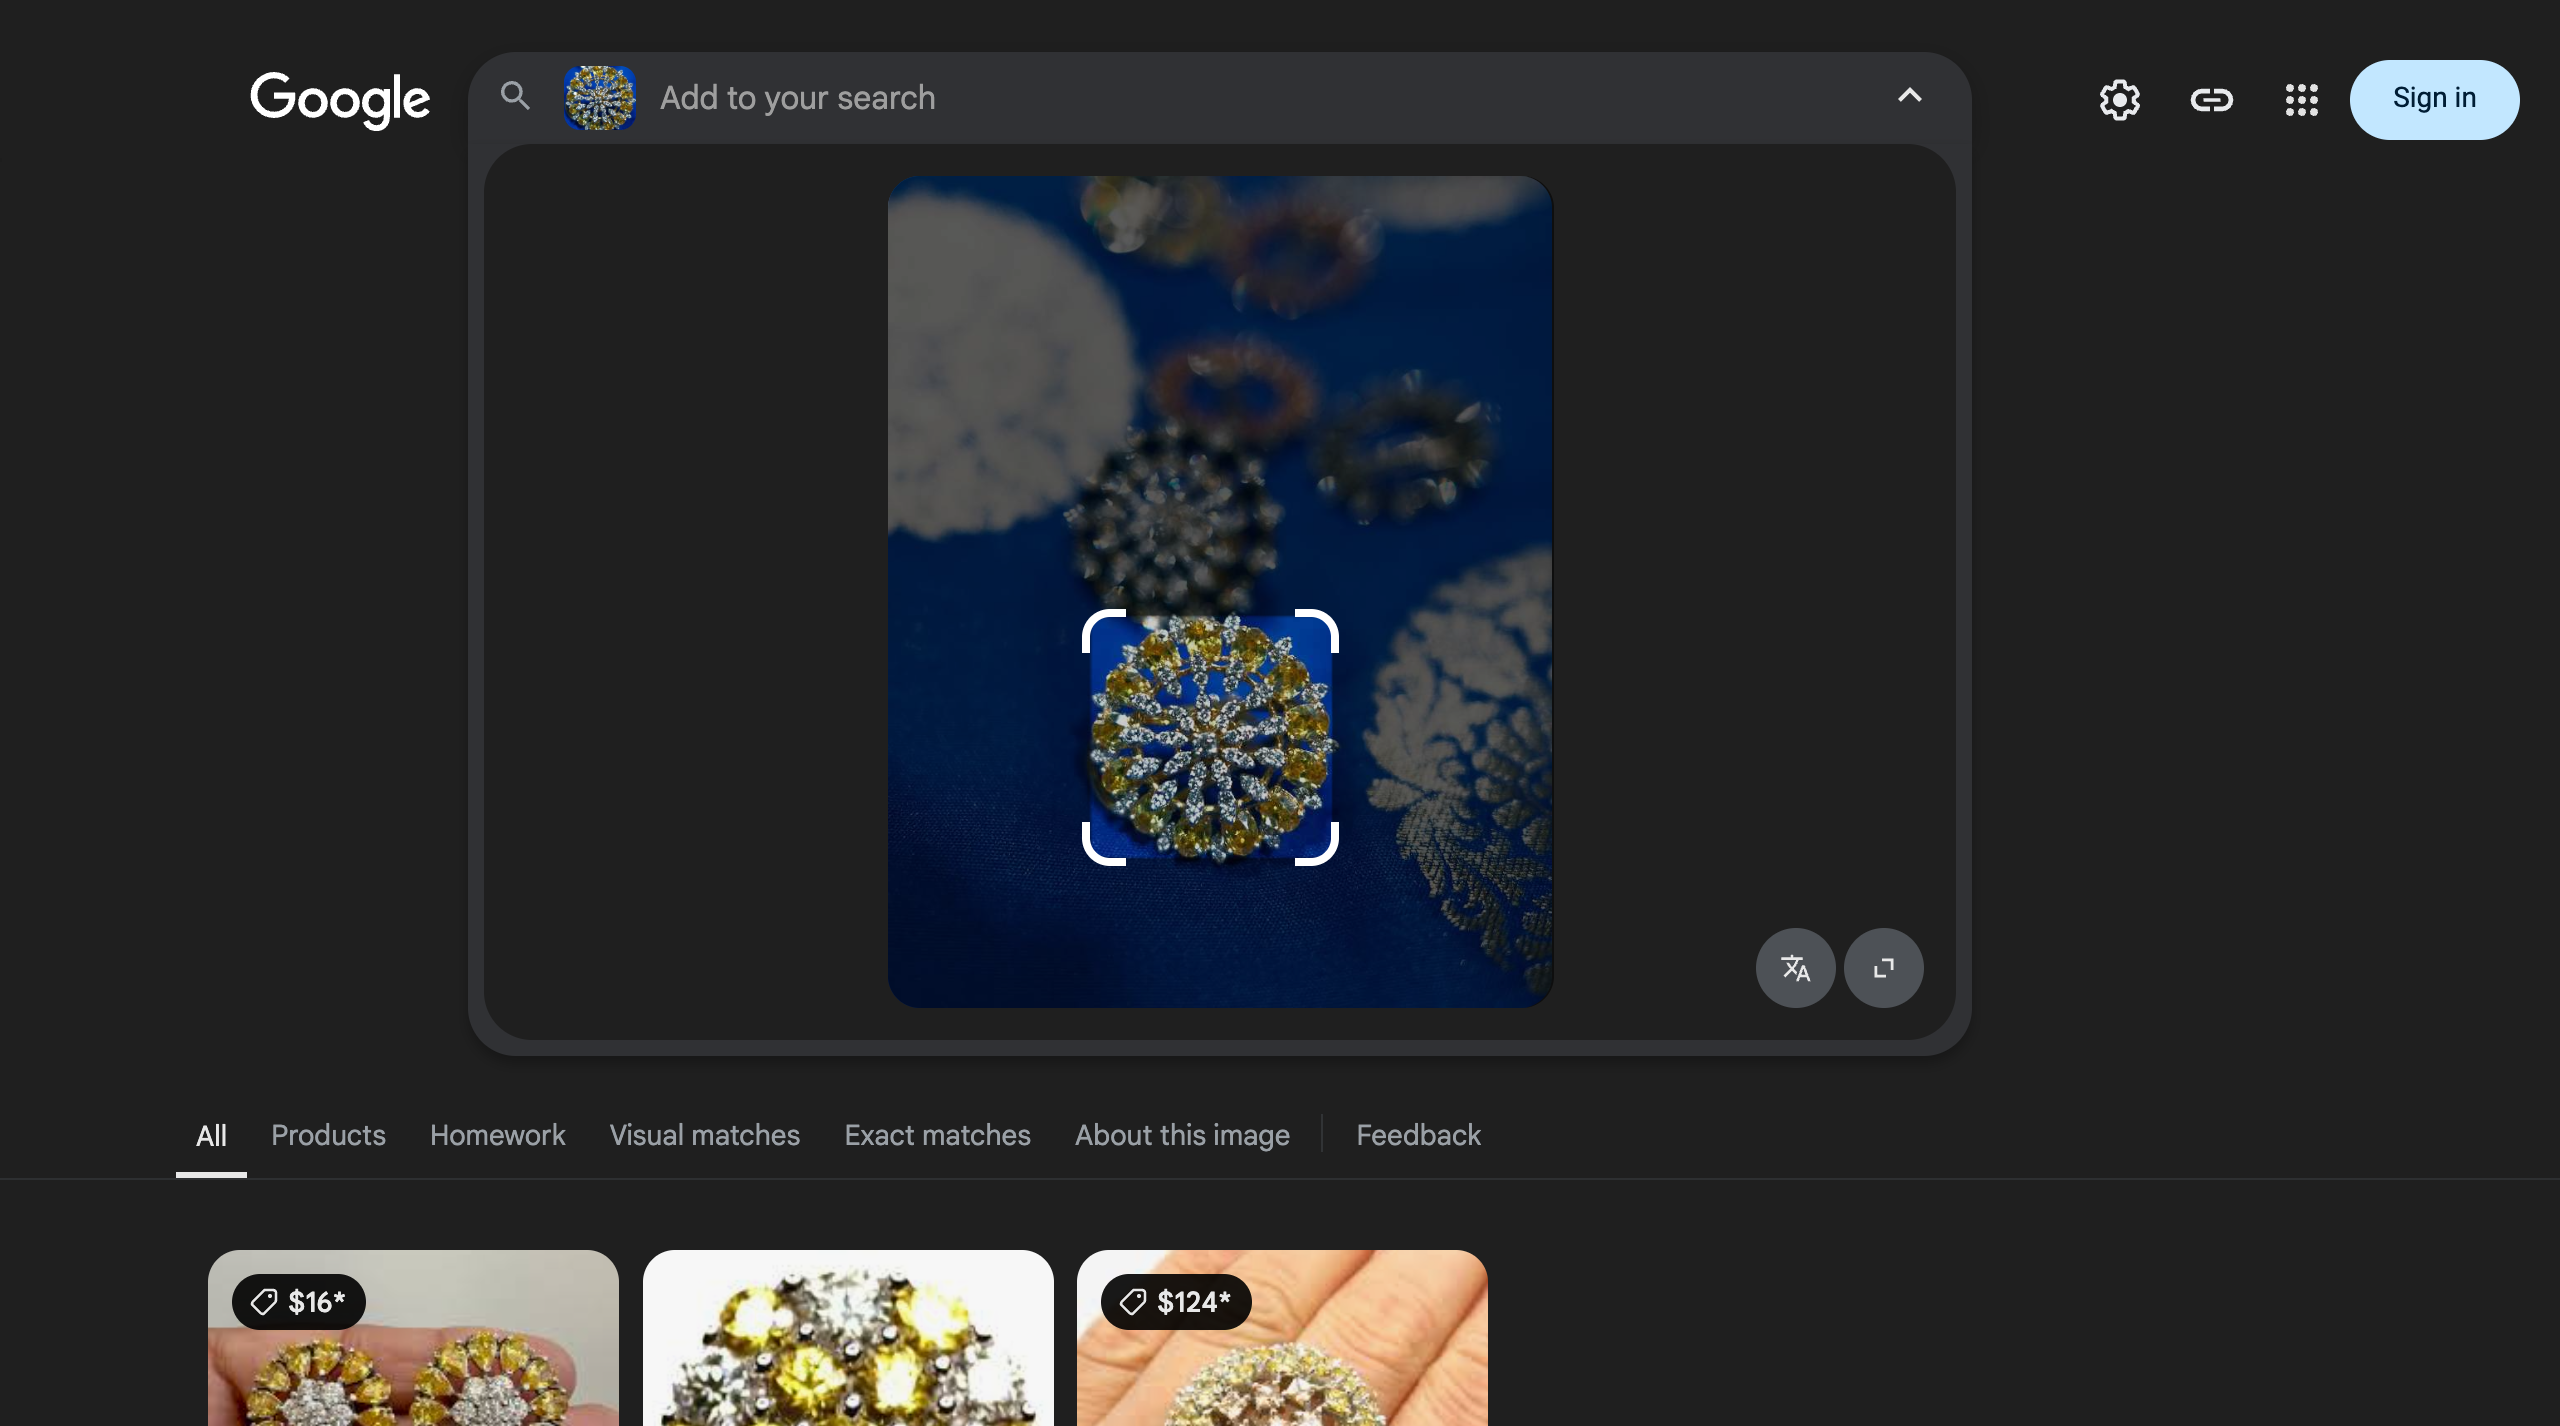 Google
Add to your search
Sign in
All
Products
Homework
Visual matches
Exact matches
About this image
Feedback
$16*
$124*